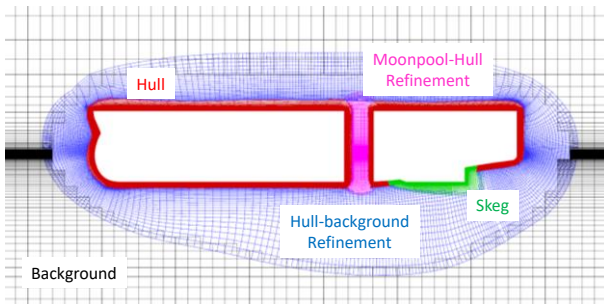 Hull
Moonpool-Hull
Refinement
Hull-background
Refinement
Skeg
Background